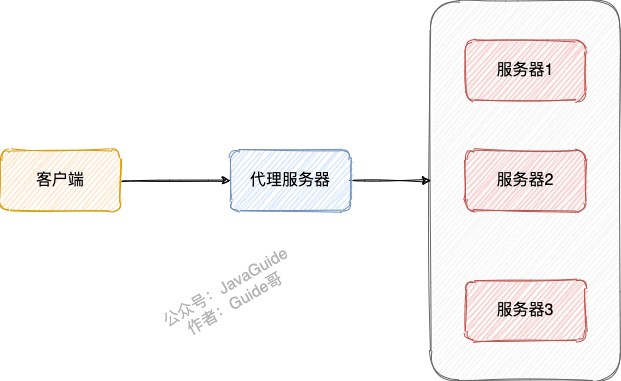 客户端
代理服务器
服务器1
服务器2
服务器3
公众号：JavaGuide
作者：Guide哥